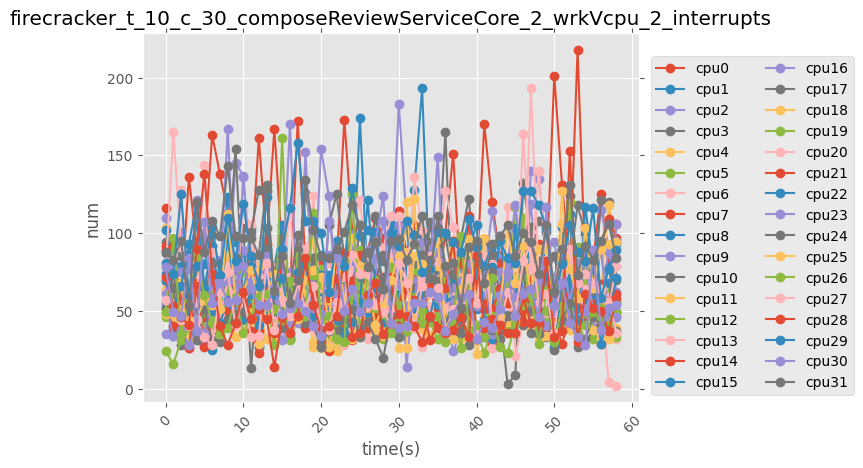 firecracker_t_10_c_30_composeReviewServiceCore_2_wrkVcpu_2_interrupts
num
200
150
100
50
0
0 10 20 30 40 50 60
time(s)
cpu0 cpu16
cpu1 cpu17
cpu2 cpu18
cpu3 cpu19
cpu4 cpu20
cpu5 cpu21
cpu6 cpu22
cpu7 cpu23
cpu8 cpu24
cpu9 cpu25
cpu10 cpu26
cpu11 cpu27
cpu12 cpu28
cpu13 cpu29
cpu14 cpu30
cpu15 cpu31